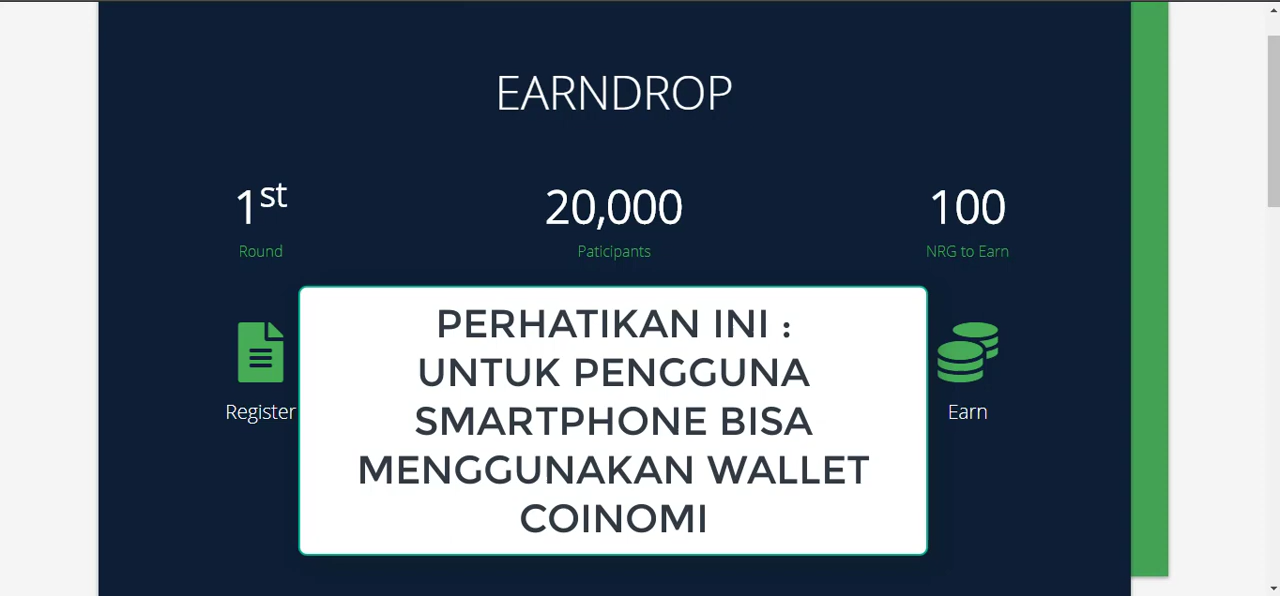 EARNDROP
1st
20,000
100
Round
Paticipants
NRG to Earn
PERHATIKAN INI :
UNTUK PENGGUNA
SMARTPHONE BISA
MENGGUNAKAN WALLET
COINOMI
Register
Earn